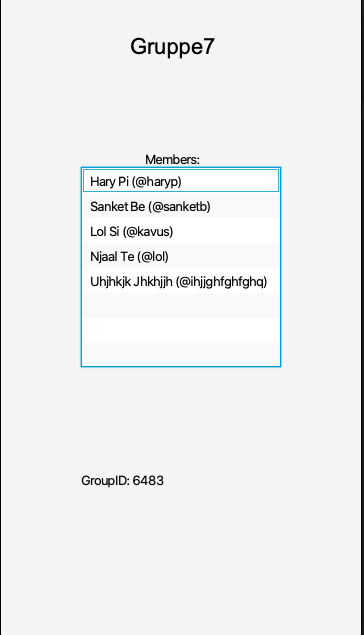 Gruppe7
Members:
Hary Pi (@haryp)
Sanket Be (@sanketb)
Lol Si (@kavus)
Njaal Te (@lol)
Uhjhkjk Jhkhjjh (@ihjjghfghfghq)
GroupID: 6483